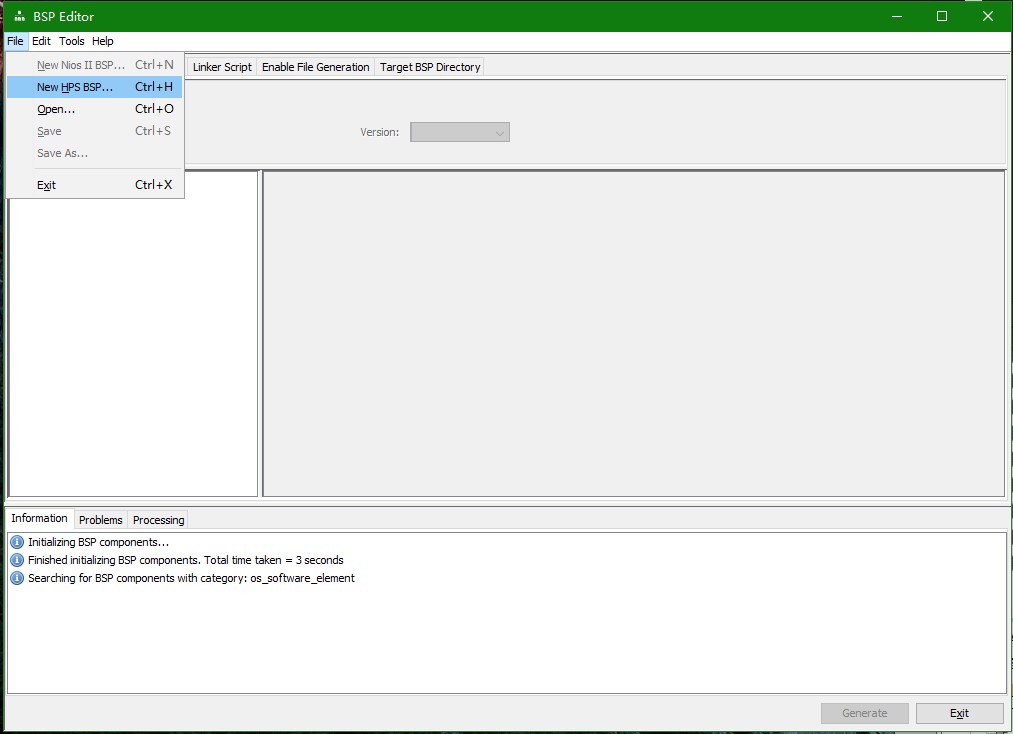 BSP Editor
File Edit Tools Help
New Nios II BSP... Ctrl+N
New HPS BSP... Ctrl+H
Open... Ctrl+O
Save Ctrl+S
Save As...
Exit Ctrl+X
Linker Script Enable File Generation Target BSP Directory
Version:
Information Problems Processing
Initializing BSP components...
Finished initializing BSP components. Total time taken = 3 seconds
Searching for BSP components with category: os_software_element
Generate Exit